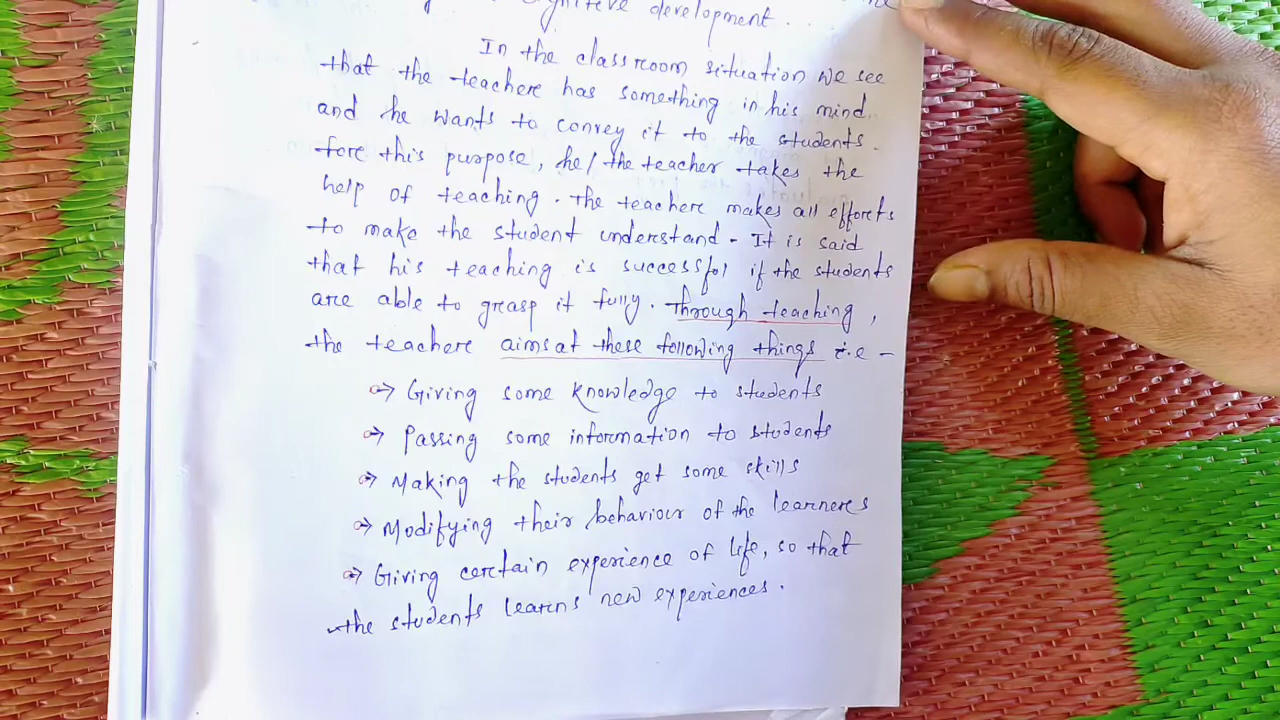 cognitive development.
In the classroom situation we see
that the teachere has something in his mind.
and he wants to convey it to the students.
fore this purpose, he/the teacher takes the
help of teaching. The teachere makes all efforts
to make the student understand. It is said
that his teaching is successful if the students
are able to grasp it fully. Through teaching,
the teachere aims at these following things i.e -
→ Giving some knowledge to students
→ Passing some information to students
→ Making the students get some skills
→ Modifying their behaviour of the learneres
→ Giving certain experience of life, so that
the students learns new experiences.